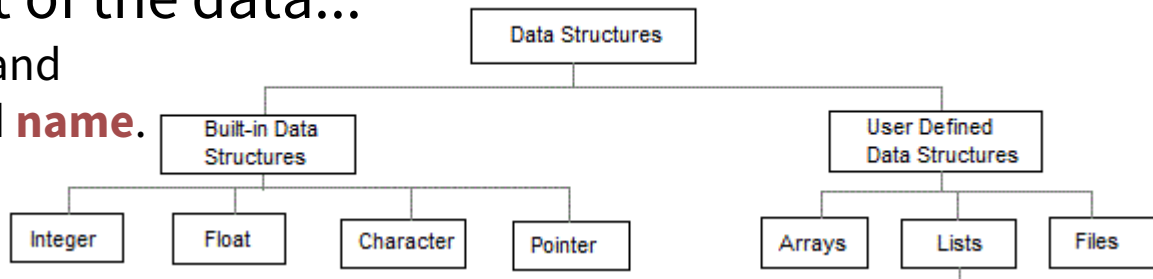 t of the data...
and
name.
Data Structures
Built-in Data
Structures
User Defined
Data Structures
Integer
Float
Character
Pointer
Arrays
Lists
Files